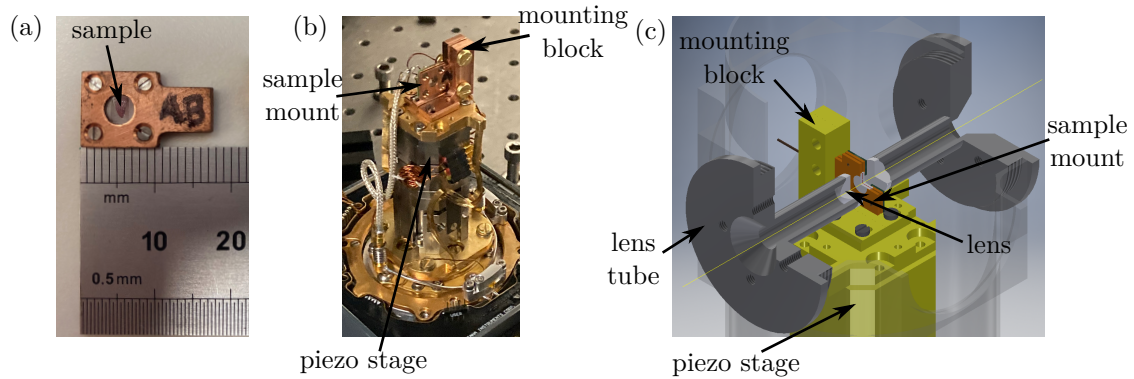 (a)
sample
4B
mm
10
20
0.5 mm
(b)
mounting
block
sample
mount
piezo stage
(c)
mounting
block
sample
mount
lens
tube
lens
piezo stage